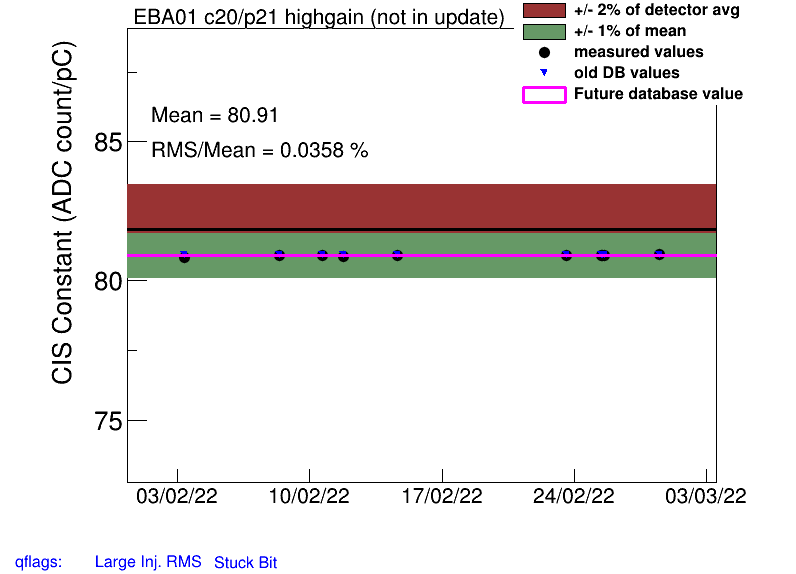 EBA01 c20/p21 highgain (not in update)
+/- 2% of detector avg
+/- 1% of mean
measured values
old DB values
Future database value
Mean = 80.91
RMS/Mean = 0.0358 %
CIS Constant (ADC count/pC)
85
80
75
03/02/22 10/02/22 17/02/22 24/02/22 03/03/22
qflags: Large Inj. RMS Stuck Bit